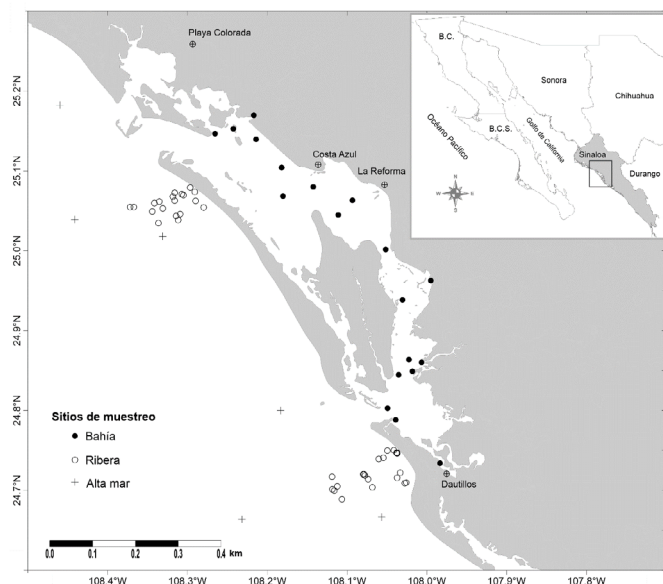 Playa Colorada
Costa Azul
La Reforma
Dautillos
B.C.
Sonora
Chihuahua
Océano Pacífico
B.C.S.
Golfo de California
Sinaloa
Durango
N
W
E
S
25.2°N
25.1°N
25.0°N
24.9°N
24.8°N
24.7°N
Sitios de muestreo
Bahía
Ribera
Alta mar
0.0 0.1 0.2 0.3 0.4
km
108.4°W 108.3°W 108.2°W 108.1°W 108.0°W 107.9°W 107.8°W